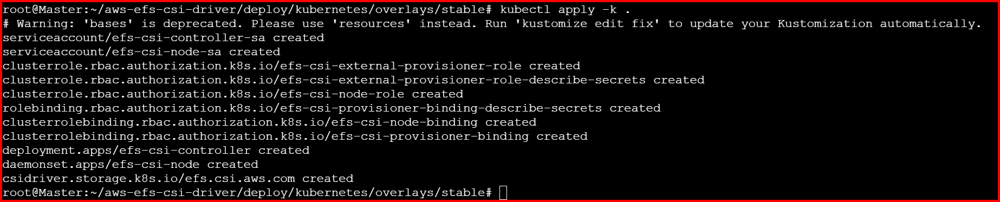 root@Master:~/aws-efs-csi-driver/deploy/kubernetes/overlays/stable# kubectl apply -k .
# Warning: 'bases' is deprecated. Please use 'resources' instead. Run 'kustomize edit fix' to update your Kustomization automatically.
serviceaccount/efs-csi-controller-sa created
serviceaccount/efs-csi-node-sa created
clusterrole.rbac.authorization.k8s.io/efs-csi-external-provisioner-role created
clusterrole.rbac.authorization.k8s.io/efs-csi-external-provisioner-role-describe-secrets created
clusterrole.rbac.authorization.k8s.io/efs-csi-node-role created
rolebinding.rbac.authorization.k8s.io/efs-csi-provisioner-binding-describe-secrets created
clusterrolebinding.rbac.authorization.k8s.io/efs-csi-node-binding created
clusterrolebinding.rbac.authorization.k8s.io/efs-csi-provisioner-binding created
deployment.apps/efs-csi-controller created
daemonset.apps/efs-csi-node created
csidriver.storage.k8s.io/efs.csi.aws.com created
root@Master:~/aws-efs-csi-driver/deploy/kubernetes/overlays/stable#